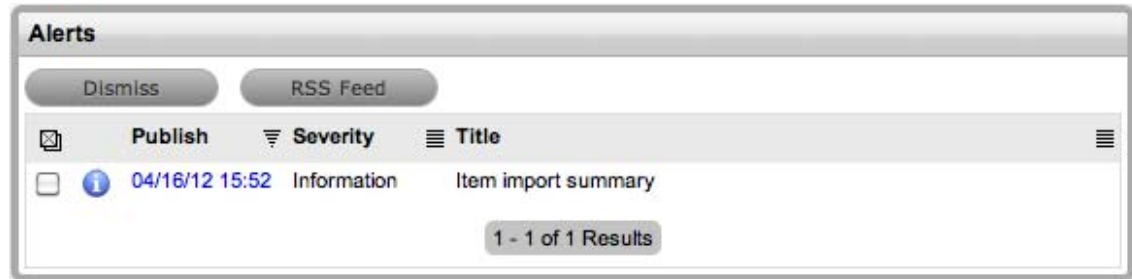 Alerts
Dismiss RSS Feed
Publish Severity Title
04/16/12 15:52 Information Item import summary
1 - 1 of 1 Results